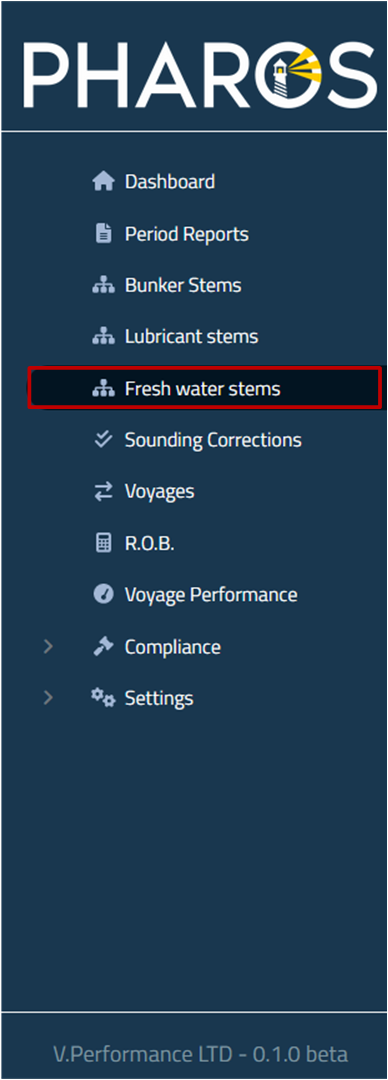 PHAROS
Dashboard
Period Reports
Bunker Stems
Lubricant stems
Fresh water stems
Sounding Corrections
Voyages
R.O.B.
Voyage Performance
Compliance
Settings
V.Performance LTD - 0.1.0 beta